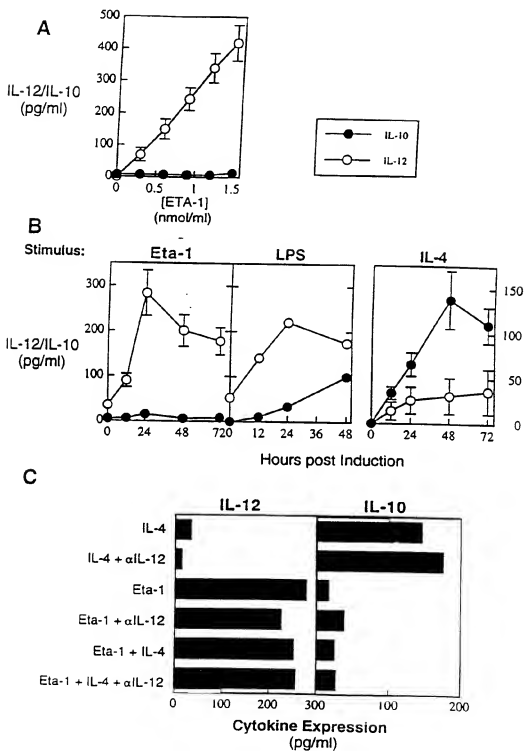 A
500
400
300
200
100
0
IL-12/IL-10
(pg/ml)
0 0.5 1 1.5
[ETA-1]
(nmol/ml)
IL-10
IL-12
B
Stimulus:
Eta-1
LPS
IL-4
300
200
100
0
IL-12/IL-10
(pg/ml)
150
100
50
0
0 24 48 72
0 12 24 36 48
0 24 48 72
Hours post Induction
C
IL-12
IL-10
IL-4
IL-4 + αIL-12
Eta-1
Eta-1 + αIL-12
Eta-1 + IL-4
Eta-1 + IL-4 + αIL-12
0 100 200 300 100 200
Cytokine Expression
(pg/ml)